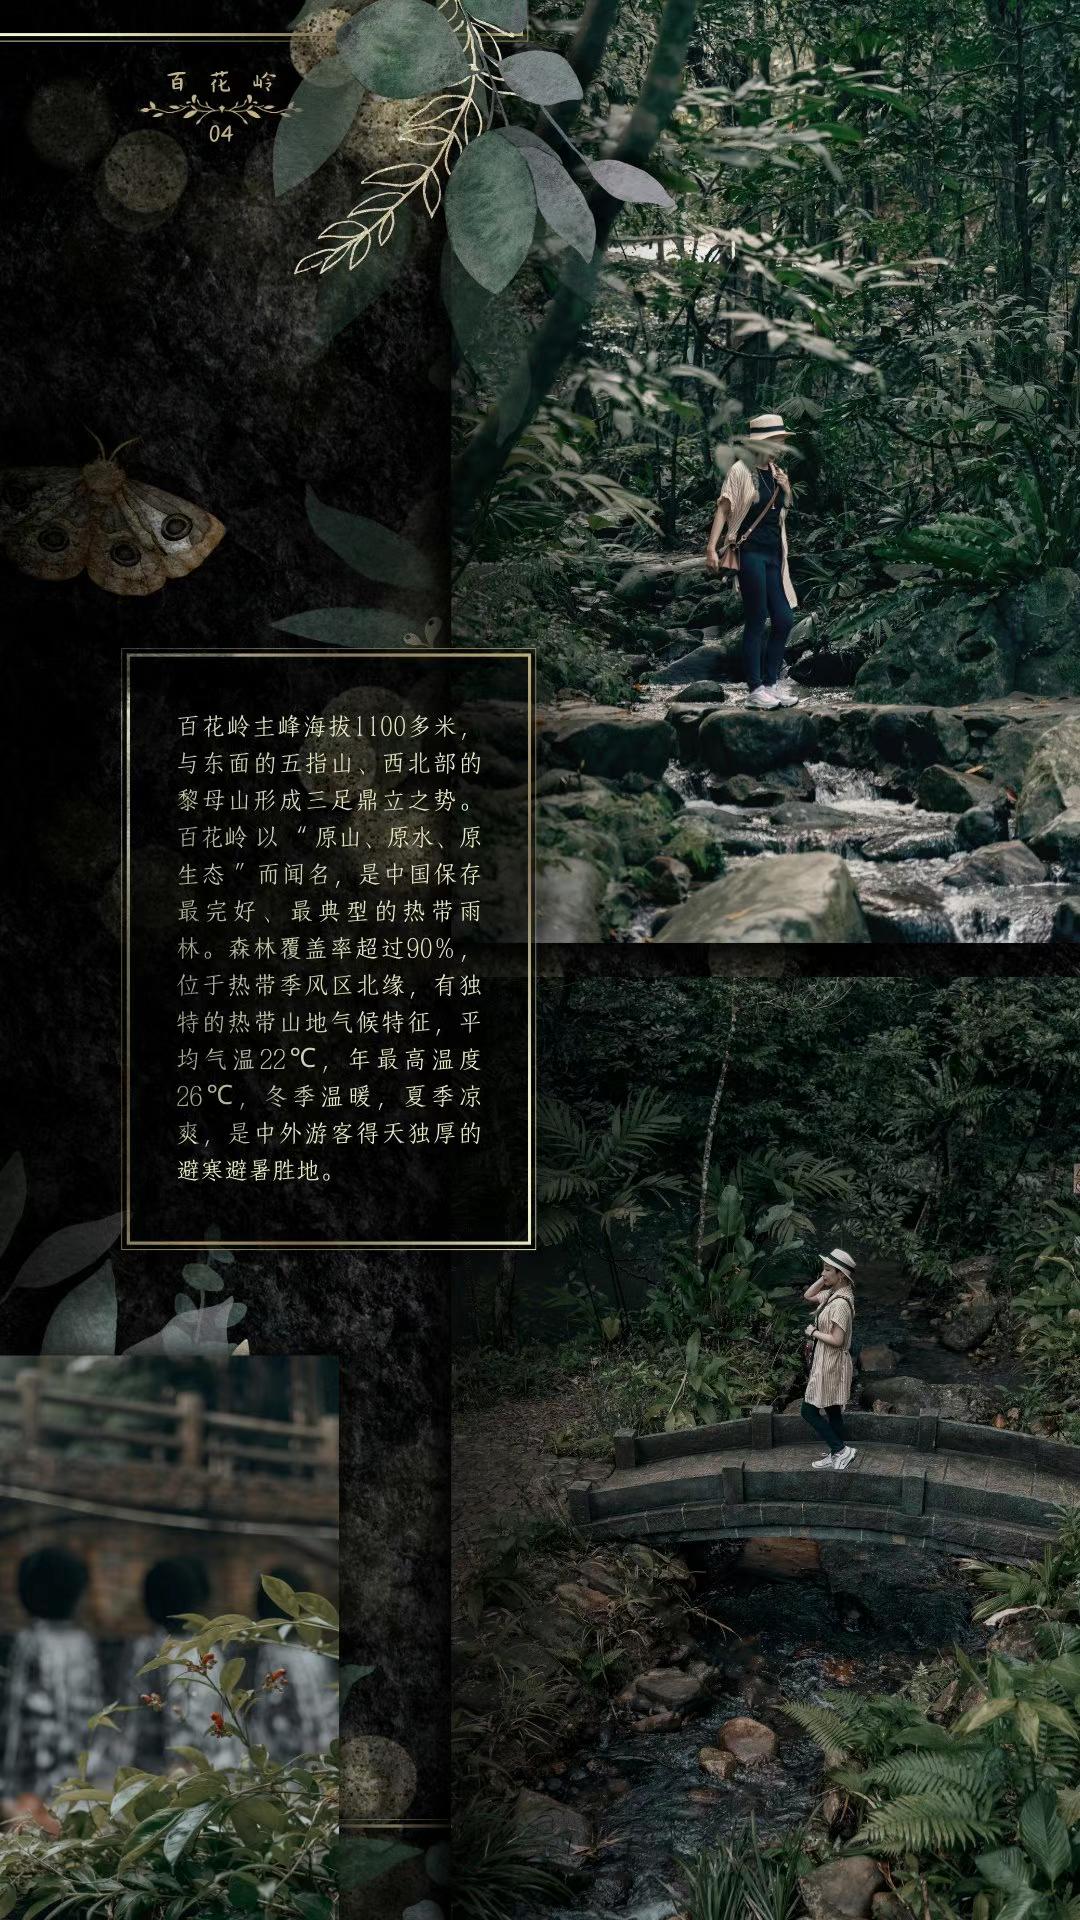 百花岭
04
百花岭主峰海拔1100多米，
与东面的五指山、西北部的
黎母山形成三足鼎立之势。
百花岭以“原山、原水、原
生态”而闻名，是中国保存
最完好、最典型的热带雨
林。森林覆盖率超过90%，
位于热带季风区北缘，有独
特的热带山地气候特征，平
均气温22℃，年最高温度
26℃，冬季温暖，夏季凉
爽，是中外游客得天独厚的
避寒避暑胜地。